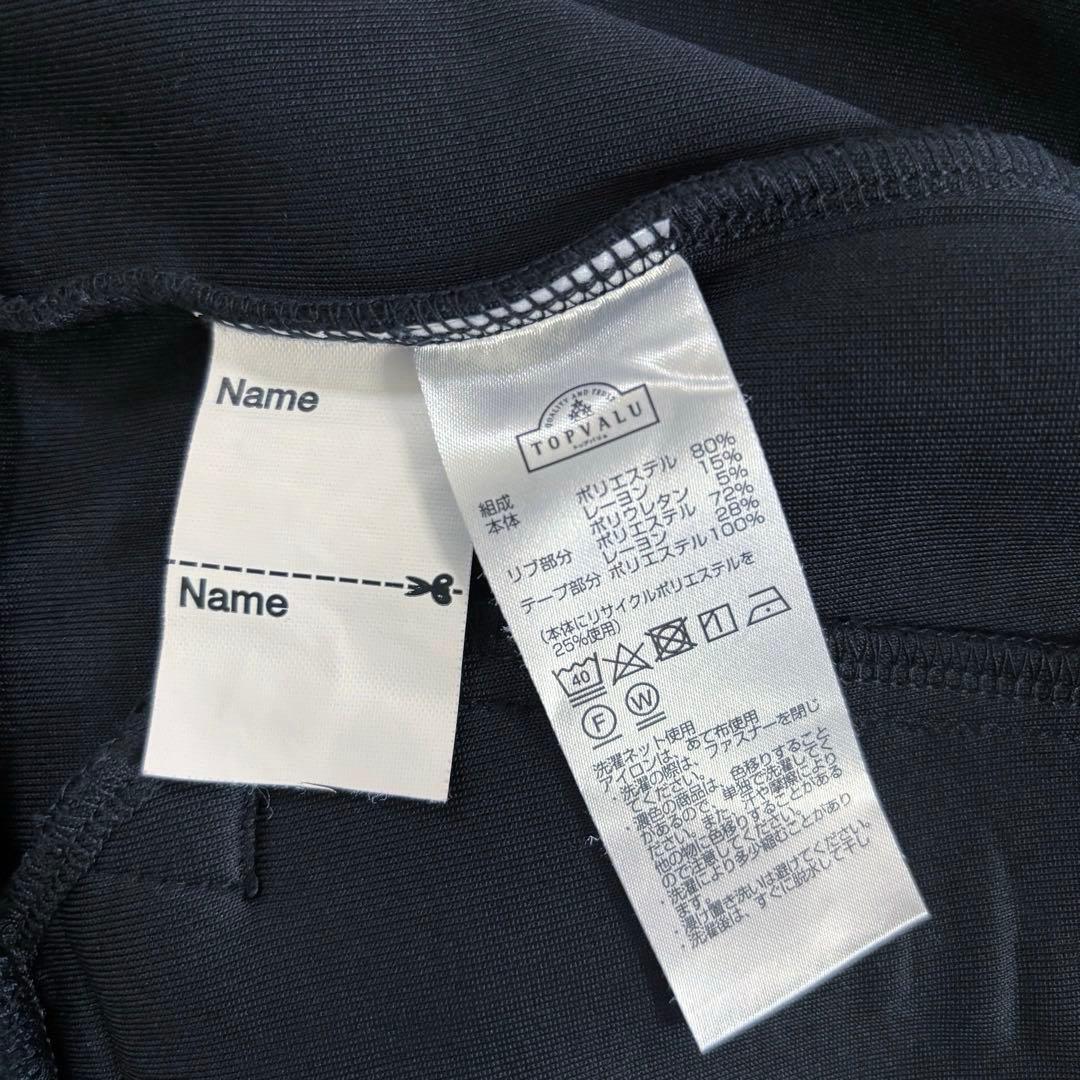 Name
Name
QUALITY AND TRUST
TOPVALU
トップバリュ
組成
本体
ポリエステル 80%
レーヨン 15%
ポリウレタン 5%
リブ部分 ポリエステル 72%
レーヨン 28%
テープ部分 ポリエステル100%
(本体にリサイクルポリエステルを
25%使用)
40
F W
洗濯ネット使用
アイロンは、あて布使用
・洗濯の際は、ファスナーを閉じ
てください。
・濃色の商品は、色移りすること
があるので、単独で洗濯してく
ださい。また、汗や摩擦により
他の物に色移りすることがある
ので注意してください。
・洗濯により多少縮むことがあり
ます。
・漬け置き洗いは避けてください。
・洗濯後は、すぐに脱水して干し